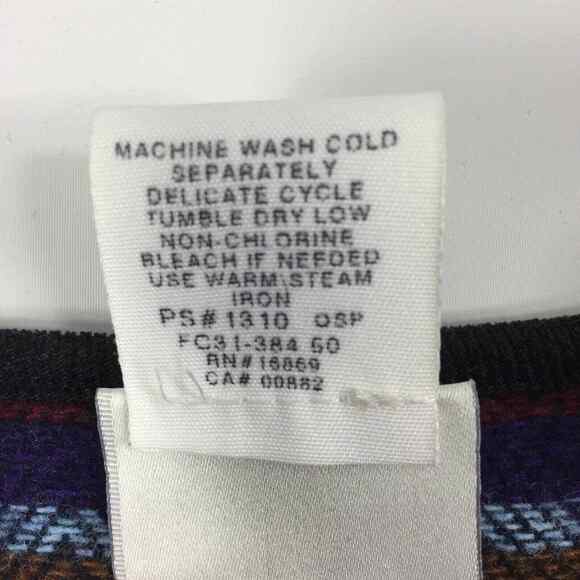 MACHINE WASH COLD
SEPARATELY
DELICATE CYCLE
TUMBLE DRY LOW
NON-CHLORINE
BLEACH IF NEEDED
USE WARM STEAM
IRON
PS# 1310 OSP
FC31-384 50
RN# 16869
CA# 00882